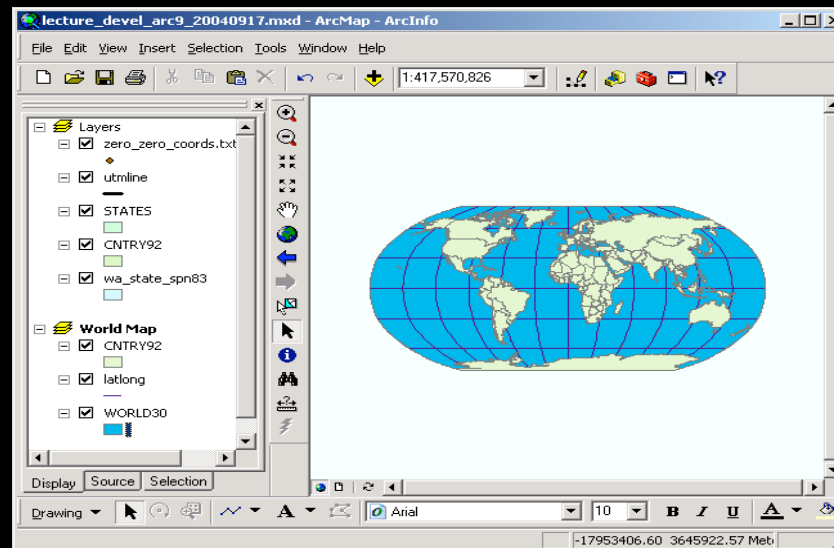 lecture_devel_arc9_20040917.mxd - ArcMap - ArcInfo
File Edit View Insert Selection Tools Window Help
1:417,570,826
Layers
zero_zero_coords.txt
utmline
STATES
CNTRY92
wa_state_spn83
World Map
CNTRY92
latlong
WORLD30
Display Source Selection
Drawing A Arial 10 B I U A
-17953406.60 3645922.57 Met